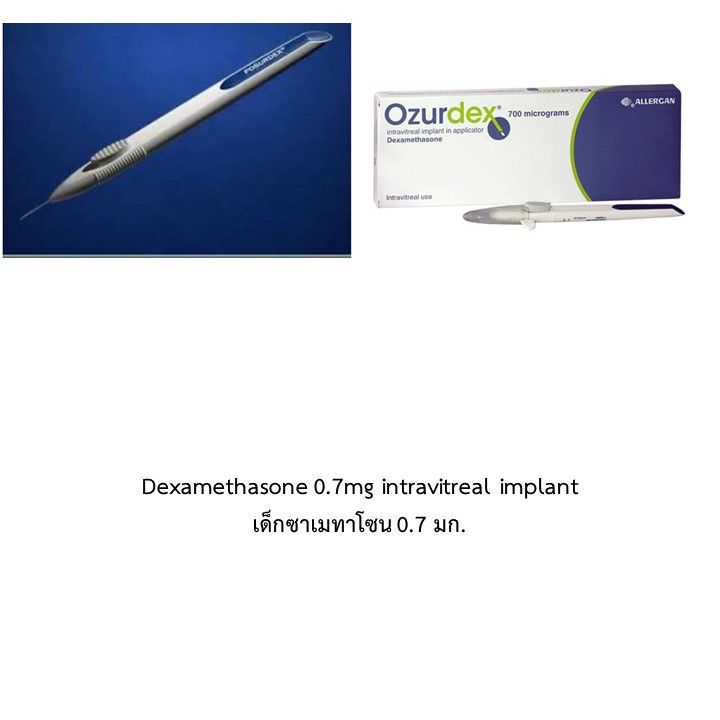 POSURDEX®
Ozurdex®
700 micrograms
intravitreal implant in applicator
Dexamethasone
Intravitreal use
ALLERGAN
Dexamethasone 0.7mg intravitreal implant
เด็กซาเมทาโซน 0.7 มก.